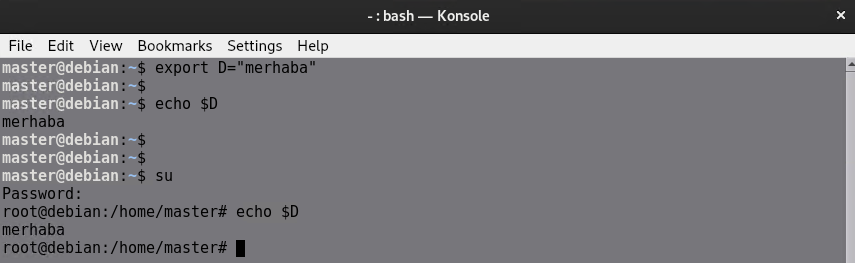 - : bash — Konsole
File Edit View Bookmarks Settings Help
master@debian:~$ export D="merhaba"
master@debian:~$
master@debian:~$ echo $D
merhaba
master@debian:~$
master@debian:~$
master@debian:~$ su
Password:
root@debian:/home/master# echo $D
merhaba
root@debian:/home/master#